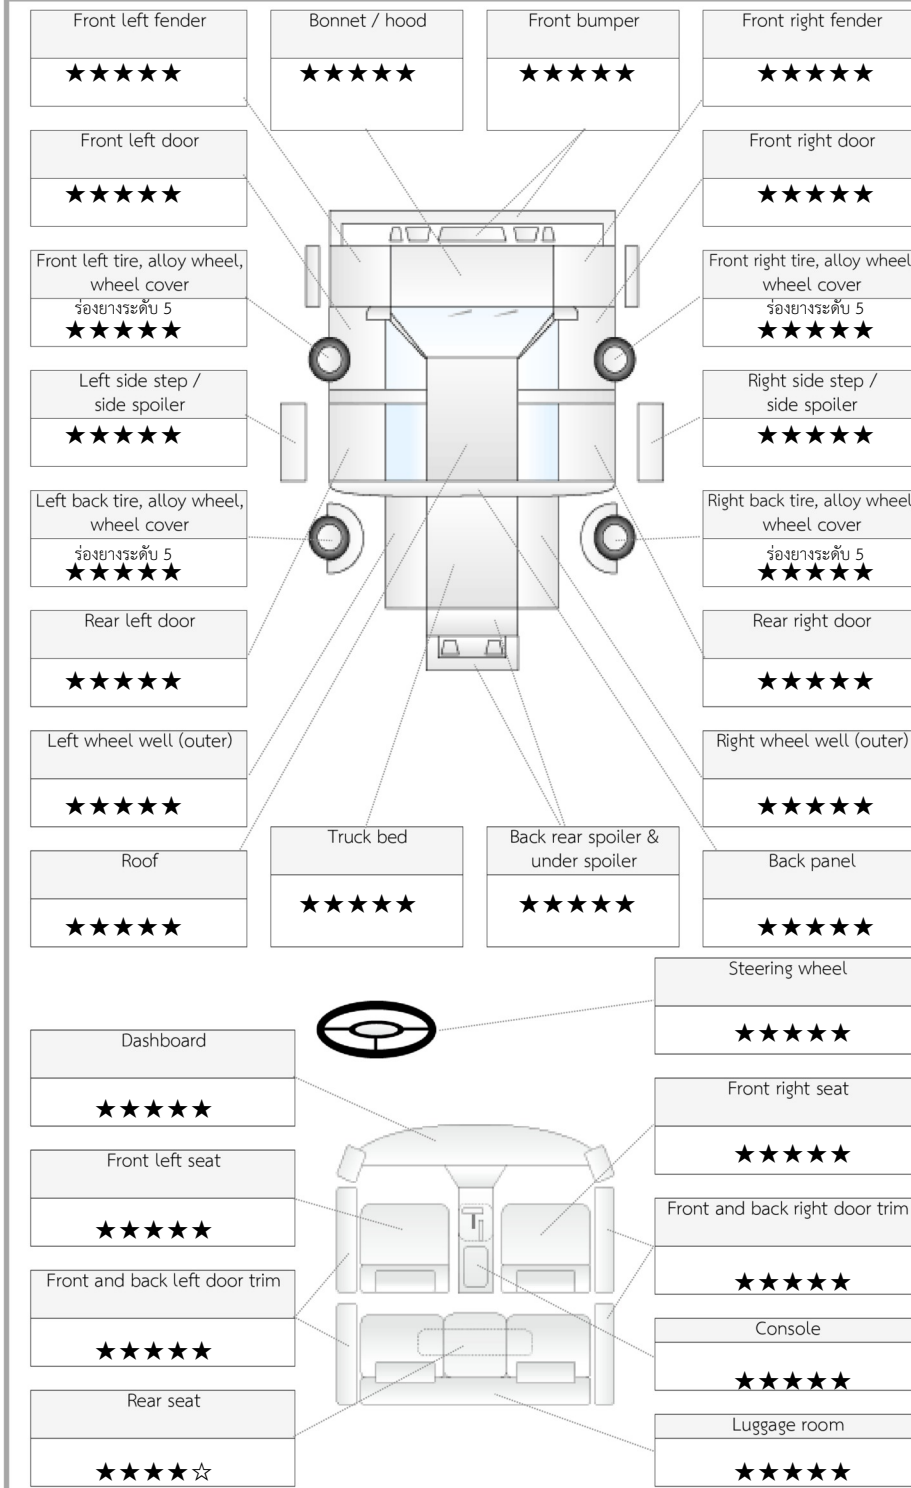 Front left fender
★★★★★
Bonnet / hood
★★★★★
Front bumper
★★★★★
Front right fender
★★★★★
Front left door
★★★★★
Front right door
★★★★★
Front left tire, alloy wheel,
wheel cover
ร่องยางระดับ 5
★★★★★
Front right tire, alloy wheel
wheel cover
ร่องยางระดับ 5
★★★★★
Left side step /
side spoiler
★★★★★
Right side step /
side spoiler
★★★★★
Left back tire, alloy wheel,
wheel cover
ร่องยางระดับ 5
★★★★★
Right back tire, alloy wheel
wheel cover
ร่องยางระดับ 5
★★★★★
Rear left door
★★★★★
Rear right door
★★★★★
Left wheel well (outer)
★★★★★
Right wheel well (outer)
★★★★★
Roof
★★★★★
Truck bed
★★★★★
Back rear spoiler &
under spoiler
★★★★★
Back panel
★★★★★
Steering wheel
★★★★★
Dashboard
★★★★★
Front right seat
★★★★★
Front left seat
★★★★★
Front and back right door trim
★★★★★
Front and back left door trim
★★★★★
Console
★★★★★
Rear seat
★★★★☆
Luggage room
★★★★★